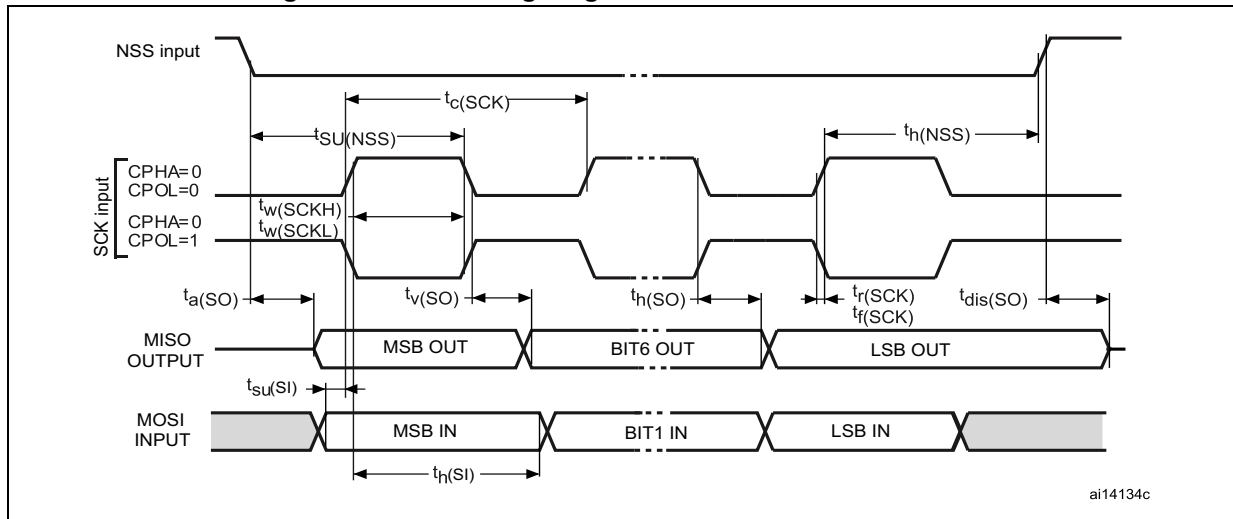 NSS input
tc(SCK)
tSU(NSS)
th(NSS)
SCK input
CPHA=0
CPOL=0
tw(SCKH)
CPHA=0
tw(SCKL)
CPOL=1
ta(SO)
tv(SO)
th(SO)
tr(SCK)
tf(SCK)
tdis(SO)
MISO
OUTPUT
MSB OUT
BIT6 OUT
LSB OUT
tsu(SI)
MOSI
INPUT
MSB IN
BIT1 IN
LSB IN
th(SI)
ai14134c